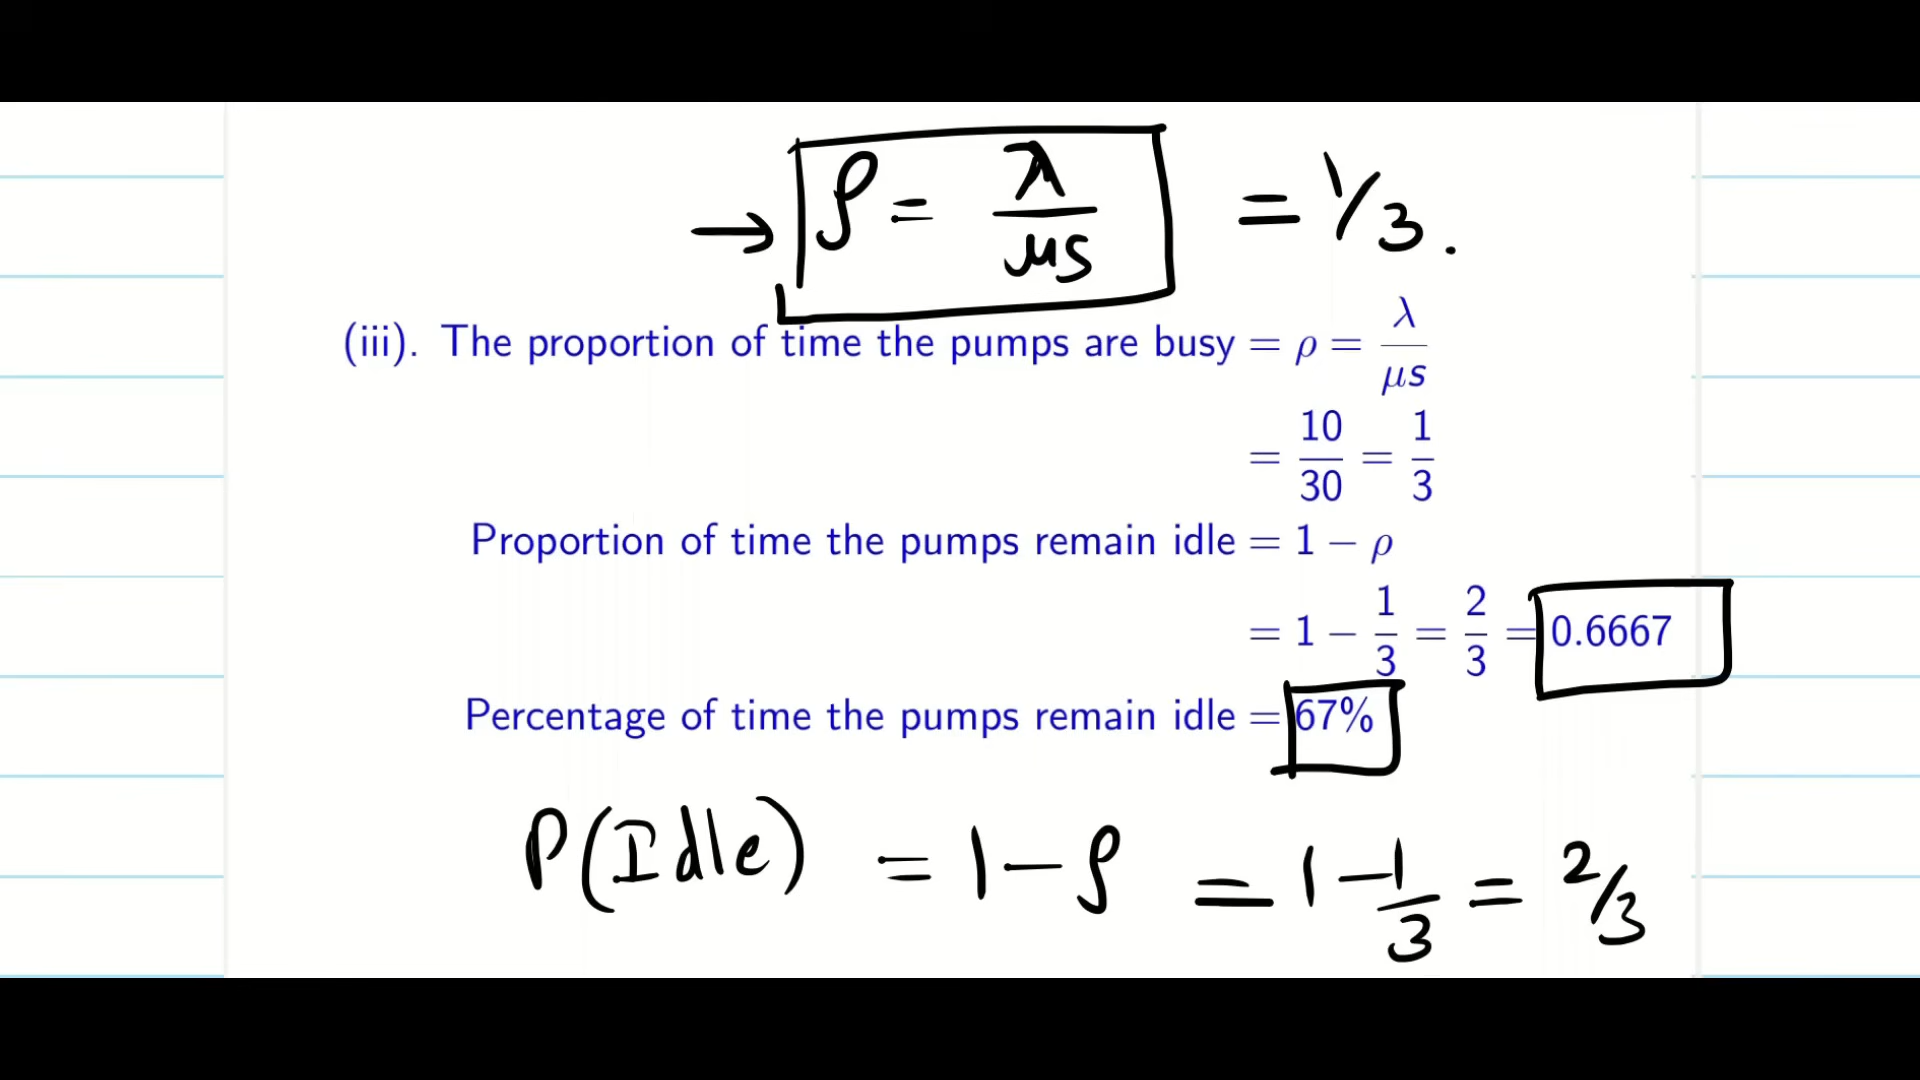 → ρ = λ/μs = 1/3.
(iii). The proportion of time the pumps are busy = ρ = λ/μs
= 10/30 = 1/3
Proportion of time the pumps remain idle = 1 − ρ
= 1 − 1/3 = 2/3 = 0.6667
Percentage of time the pumps remain idle = 67%
P(Idle) = 1 − ρ = 1 − 1/3 = 2/3